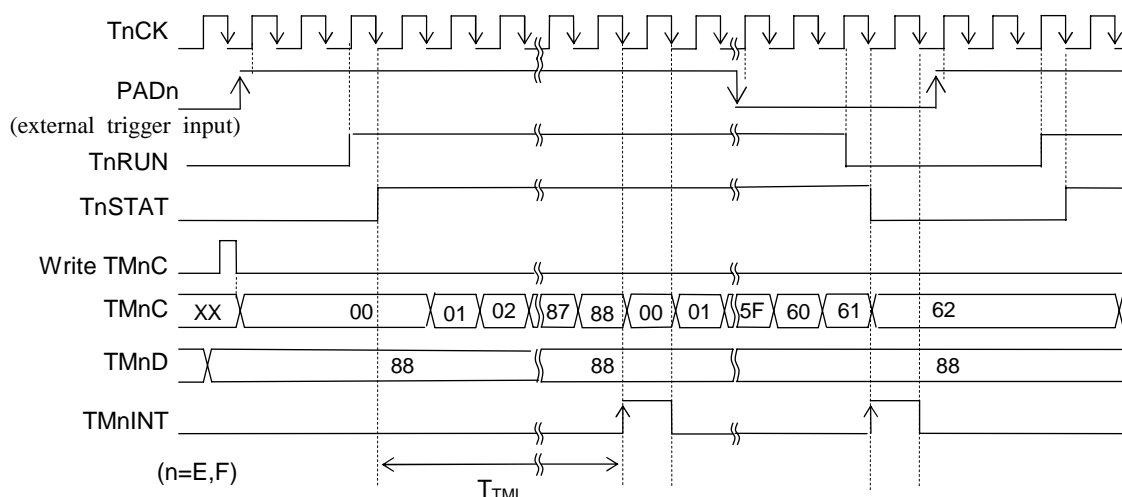 TnCK
PADn
(external trigger input)
TnRUN
TnSTAT
Write TMnC
TMnC XX 00 01 02 87 88 00 01 5F 60 61 62
TMnD 88 88 88
TMnINT
(n=E,F)